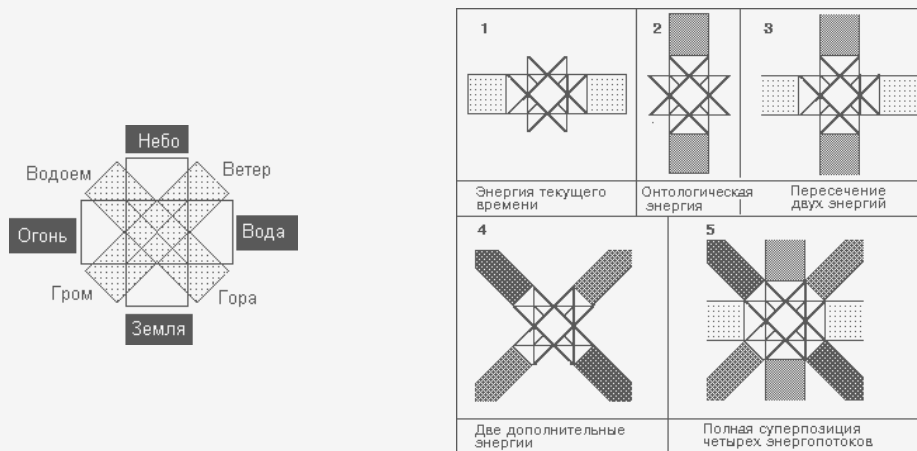 Небо
Водоем
Ветер
Огонь
Вода
Гром
Гора
Земля
1
2
3
Энергия текущего
времени
Онтологическая
энергия
Пересечение
двух энергий
4
5
Две дополнительные
энергии
Полная суперпозиция
четырех энергопотоков